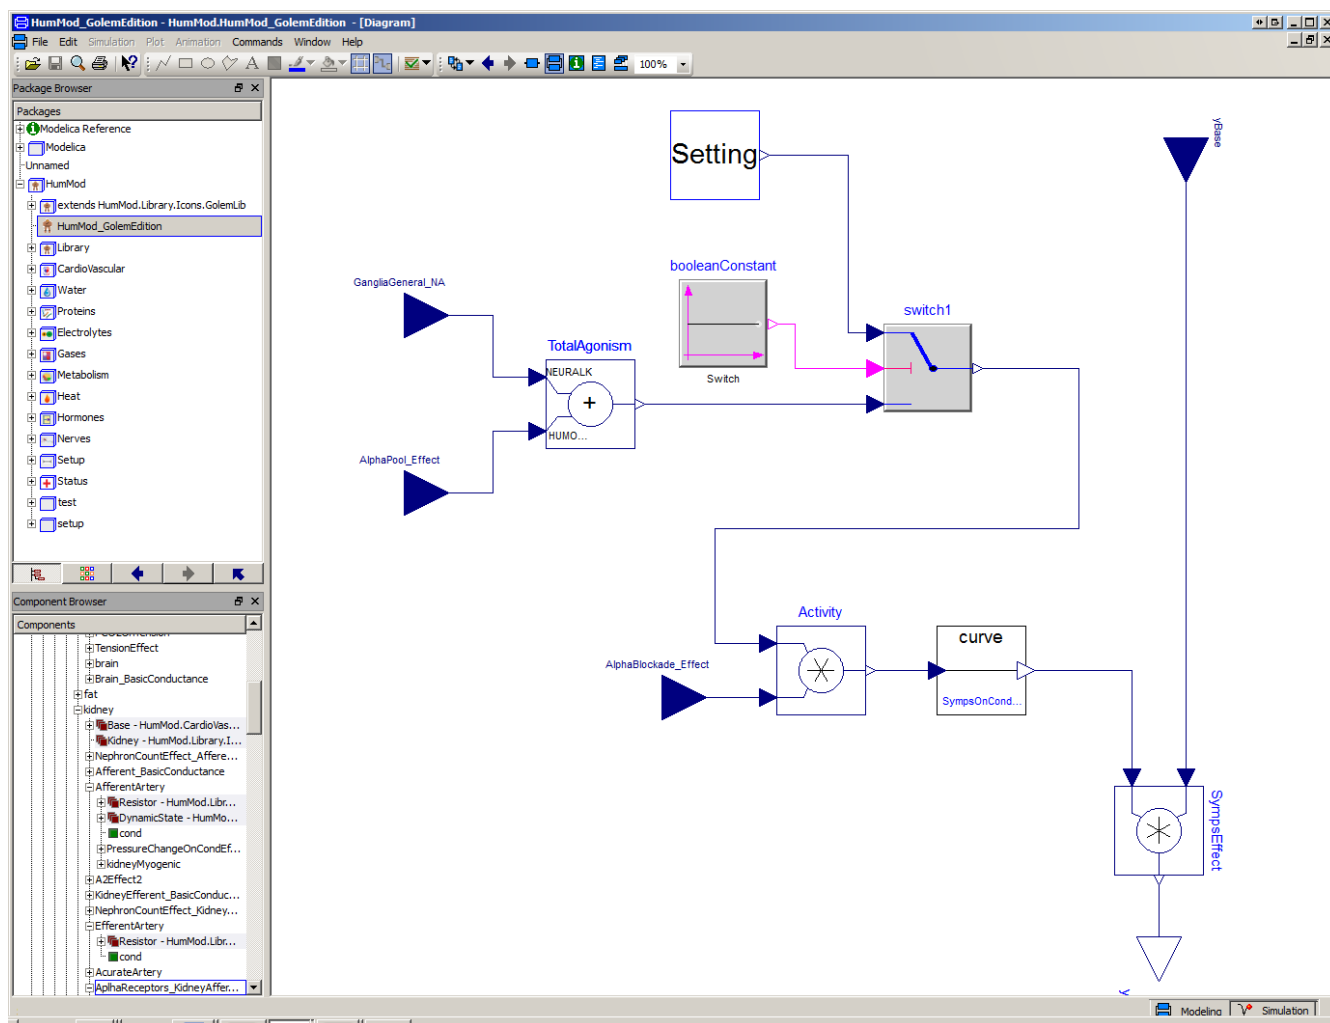 HumMod_GolemEdition - HumMod.HumMod_GolemEdition - [Diagram]
File Edit Simulation Plot Animation Commands Window Help
100%
Package Browser
Packages
Modelica Reference
Modelica
Unnamed
HumMod
extends HumMod.Library.Icons.GolemLib
HumMod_GolemEdition
Library
CardioVascular
Water
Proteins
Electrolytes
Gases
Metabolism
Heat
Hormones
Nerves
Setup
Status
test
setup
Component Browser
Components
TensionEffect
brain
Brain_BasicConductance
fat
kidney
Base - HumMod.CardioVas...
Kidney - HumMod.Library.I...
NephronCountEffect_Affere...
Afferent_BasicConductance
AfferentArtery
Resistor - HumMod.Libr...
DynamicState - HumMo...
cond
PressureChangeOnCondEf...
kidneyMyogenic
A2Effect2
KidneyEfferent_BasicConduc...
NephronCountEffect_Kidney...
EfferentArtery
Resistor - HumMod.Libr...
cond
AcurateArtery
AplhaReceptors_KidneyAffer...
Setting
yBase
booleanConstant
Switch
GangliaGeneral_NA
switch1
TotalAgonism
NEURALK
+
HUMO...
AlphaPool_Effect
Activity
AlphaBlockade_Effect
curve
SympsOnCond...
SympsEffect
y
Modeling Simulation